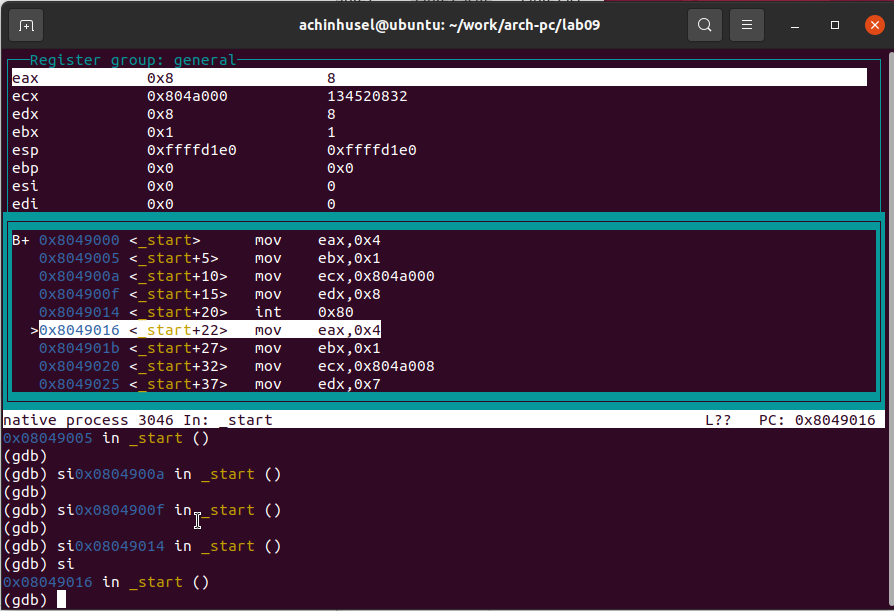 achinhusel@ubuntu: ~/work/arch-pc/lab09
Register group: general
eax 0x8 8
ecx 0x804a000 134520832
edx 0x8 8
ebx 0x1 1
esp 0xffffd1e0 0xffffd1e0
ebp 0x0 0x0
esi 0x0 0
edi 0x0 0
B+ 0x8049000 <_start> mov eax,0x4
0x8049005 <_start+5> mov ebx,0x1
0x804900a <_start+10> mov ecx,0x804a000
0x804900f <_start+15> mov edx,0x8
0x8049014 <_start+20> int 0x80
>0x8049016 <_start+22> mov eax,0x4
0x804901b <_start+27> mov ebx,0x1
0x8049020 <_start+32> mov ecx,0x804a008
0x8049025 <_start+37> mov edx,0x7
native process 3046 In: _start L?? PC: 0x8049016
0x08049005 in _start ()
(gdb)
(gdb) si0x0804900a in _start ()
(gdb)
(gdb) si0x0804900f in _start ()
(gdb)
(gdb) si0x08049014 in _start ()
(gdb) si
0x08049016 in _start ()
(gdb)